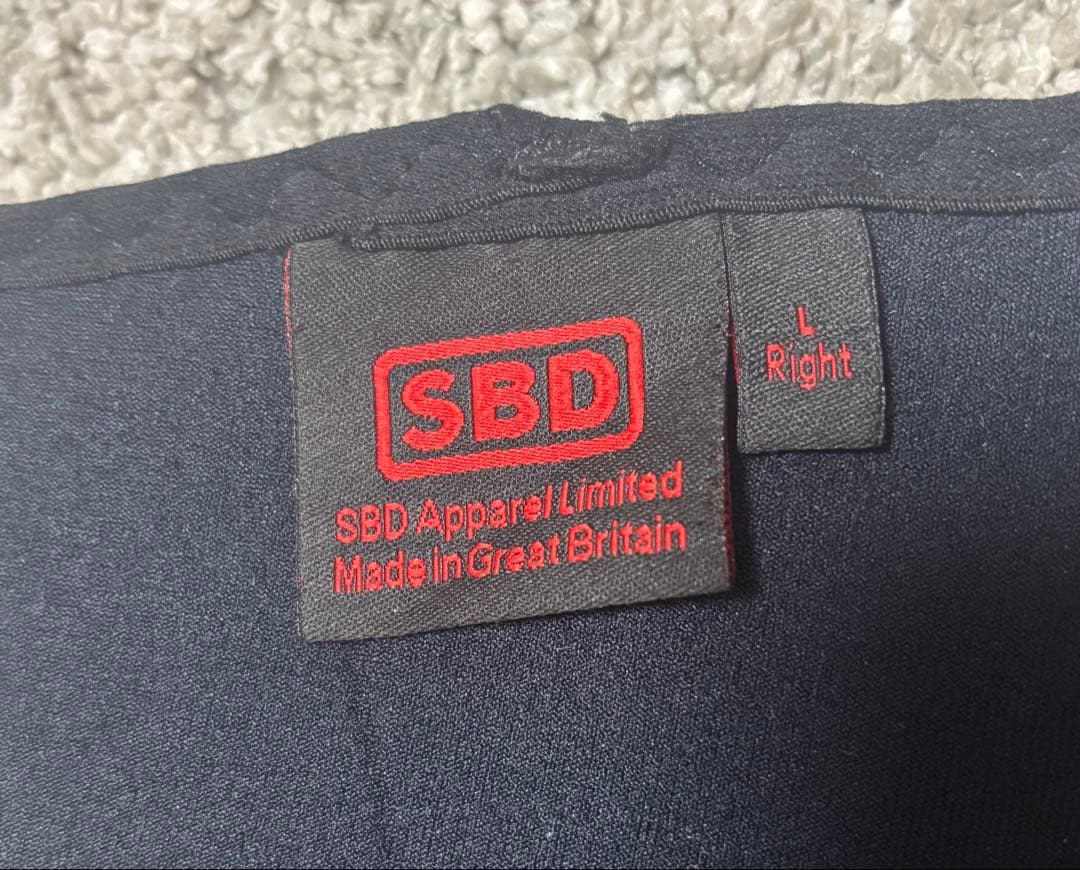 SBD
SBD Apparel Limited
Made in Great Britain
L
Right